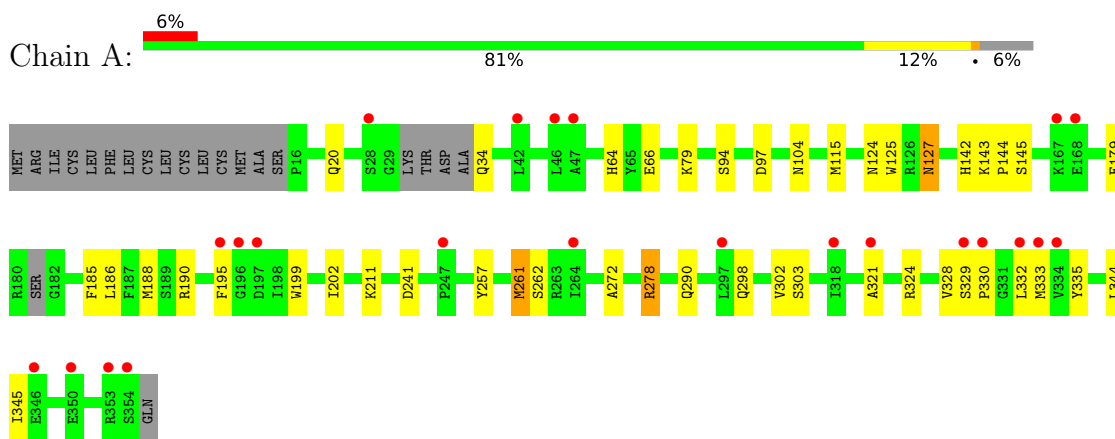 6%
Chain A:
81% 12% • 6%
MET ARG ILE CYS LEU PHE LEU CYS LEU CYS LEU CYS MET ALA SER P16 Q20 S28 G29 LYS THR ASP ALA Q34 L42 L46 A47 H64 Y65 E66 K79 S94 D97 N104 M115 N124 W125 R126 N127 H142 K143 P144 S145 K167 E168
R180 SER G182 F185 L186 F187 M188 S189 R190 F195 G196 D197 I198 W199 I202 K211 D241 P247 Y257 M261 S262 R263 I264 A272 R278 Q290 L297 Q298 V302 S303 I318 A321 R324 V328 S329 P330 G331 L332 M333 V334 Y335 L344
I345 E346 E350 R353 S354 GLN